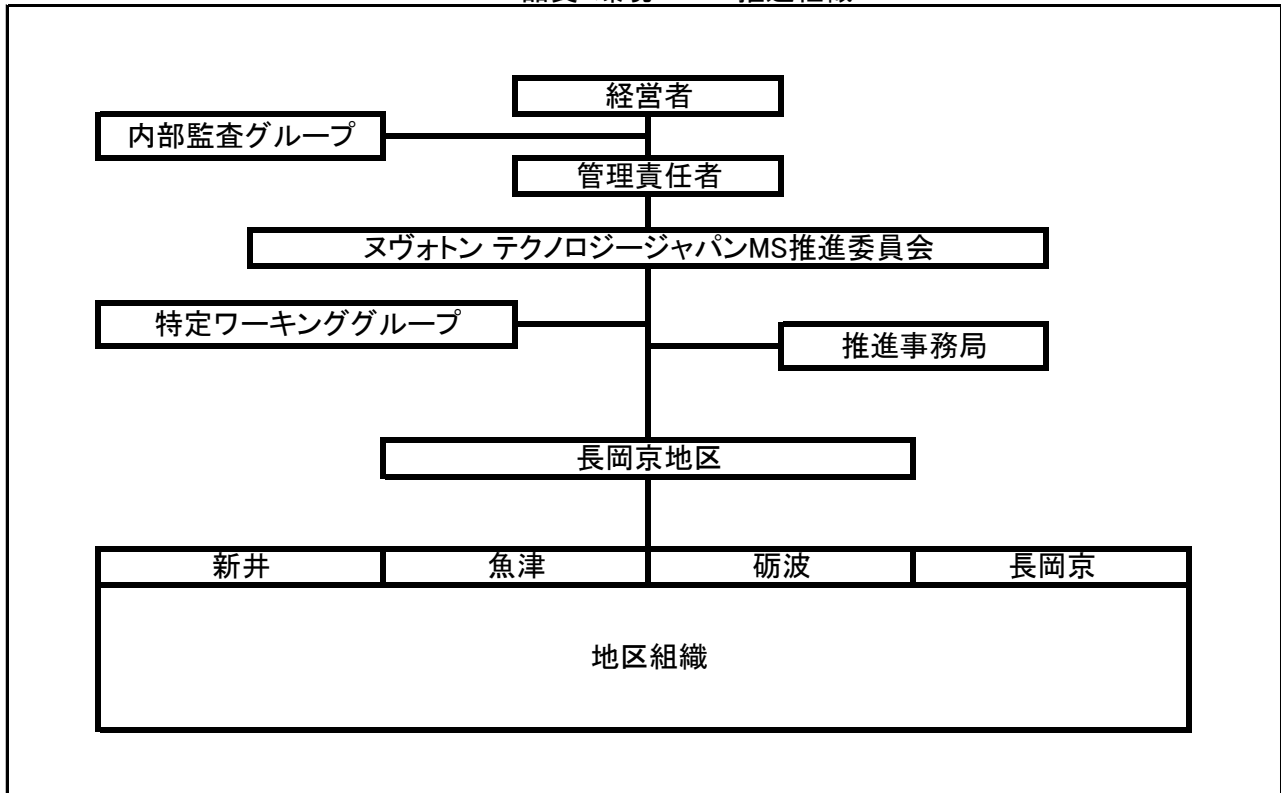 経営者
内部監査グループ
管理責任者
ヌヴォトン テクノロジージャパンMS推進委員会
特定ワーキンググループ
推進事務局
長岡京地区
新井 魚津 砺波 長岡京
地区組織